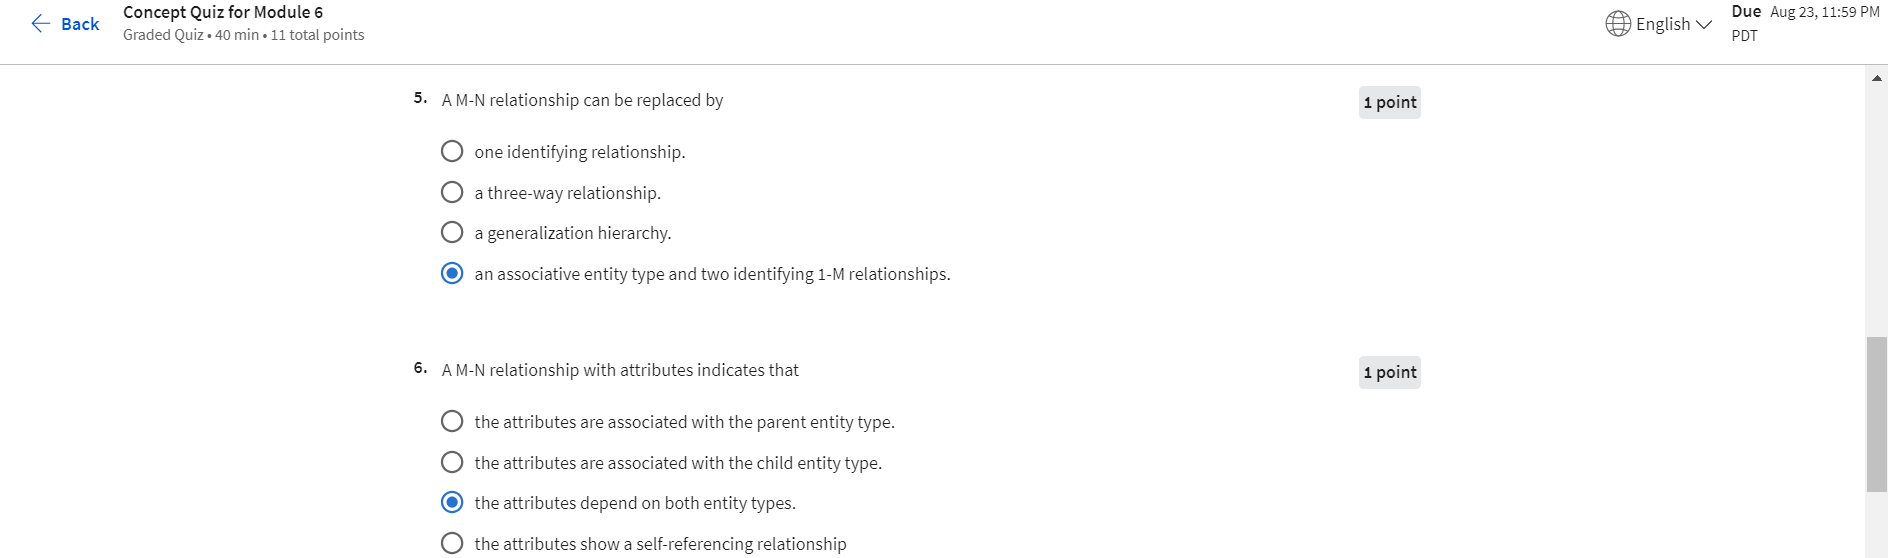 Back
Concept Quiz for Module 6
Graded Quiz • 40 min • 11 total points
English
Due Aug 23, 11:59 PM
PDT
5. A M-N relationship can be replaced by
1 point
one identifying relationship.
a three-way relationship.
a generalization hierarchy.
an associative entity type and two identifying 1-M relationships.
6. A M-N relationship with attributes indicates that
1 point
the attributes are associated with the parent entity type.
the attributes are associated with the child entity type.
the attributes depend on both entity types.
the attributes show a self-referencing relationship